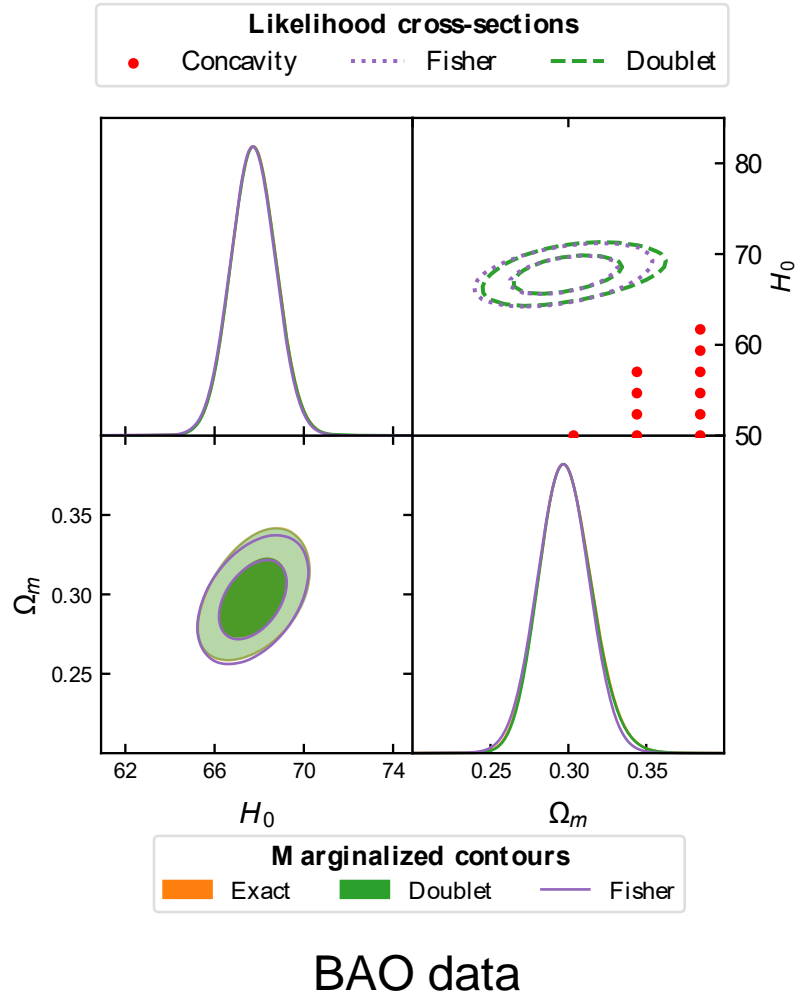 Likelihood cross-sections
Concavity Fisher Doublet
80
70
60
50
H₀
0.35
0.30
0.25
Ωₘ
62 66 70 74
0.25 0.30 0.35
H₀ Ωₘ
Marginalized contours
Exact Doublet Fisher
BAO data